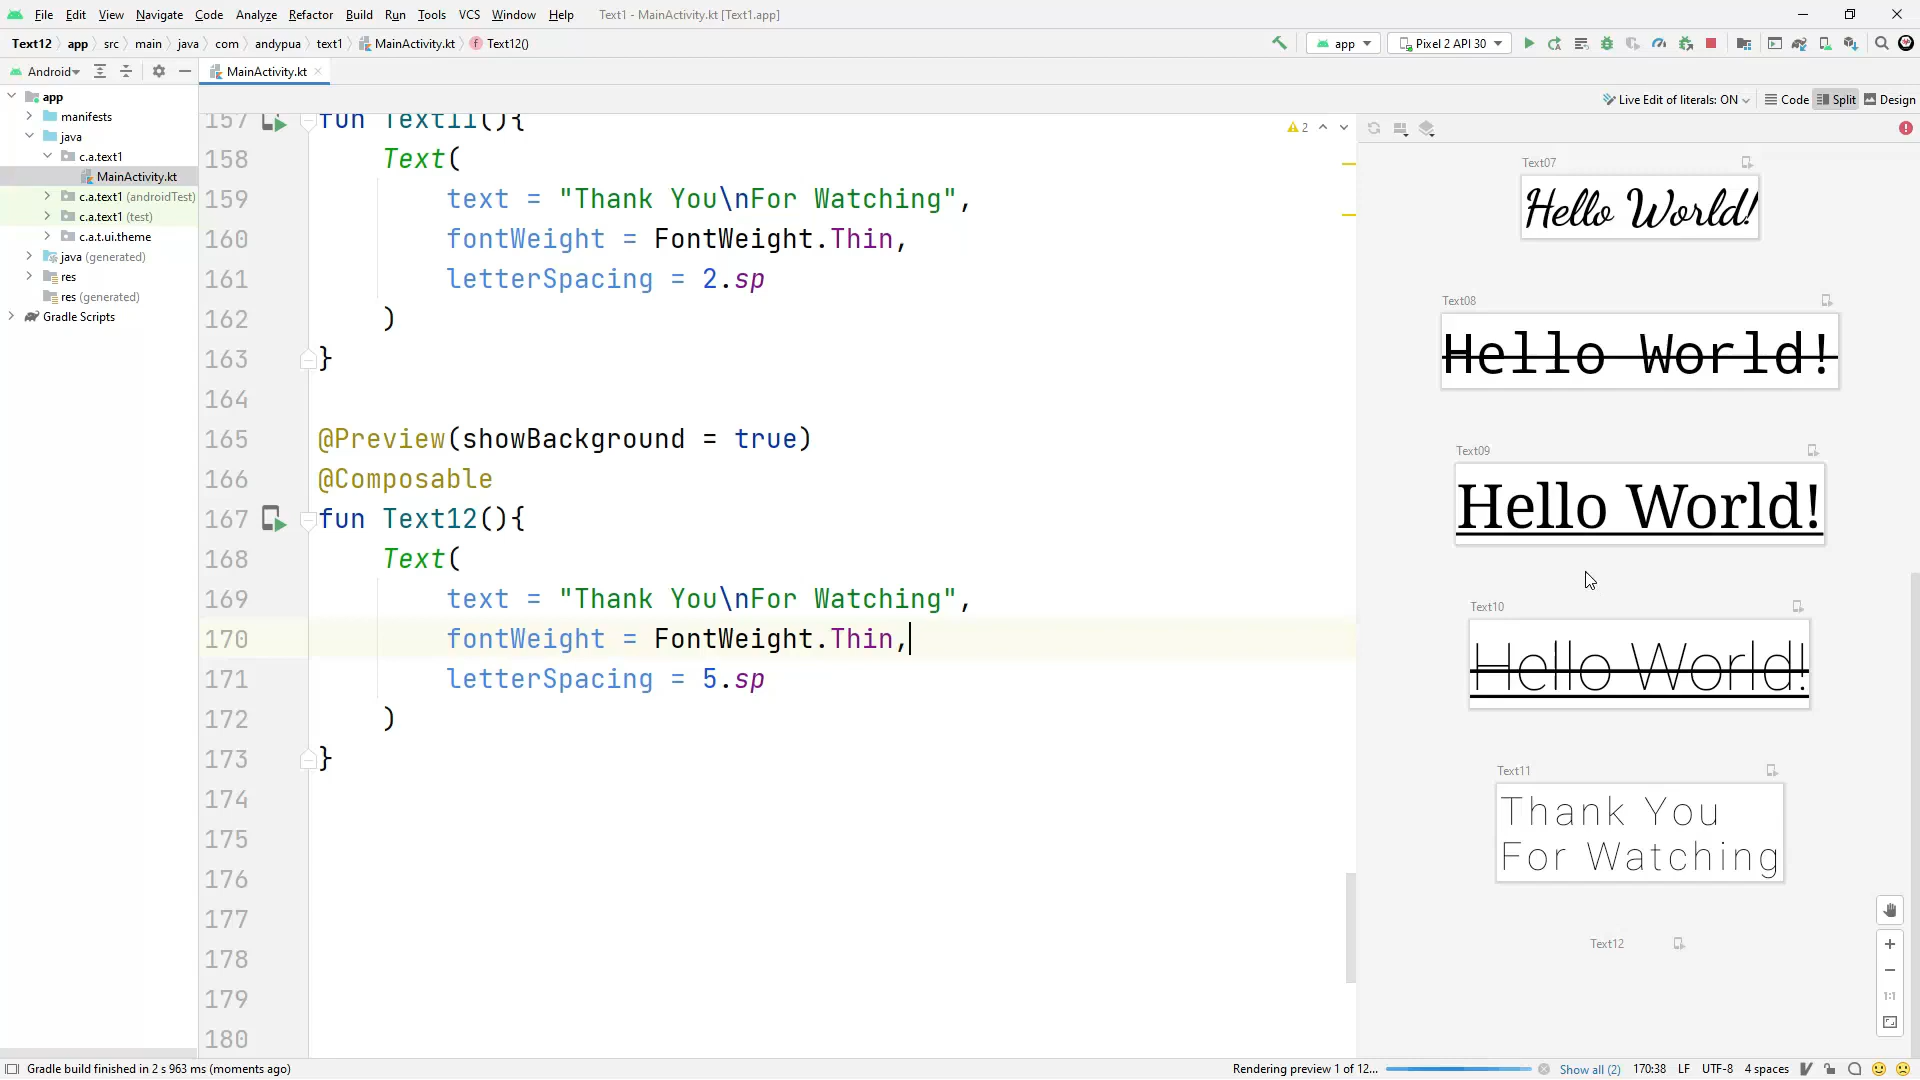 File Edit View Navigate Code Analyze Refactor Build Run Tools VCS Window Help Text1 - MainActivity.kt [Text1.app]
Text12 app src main java com andypua text1 MainActivity.kt Text12() app Pixel 2 API 30
Android MainActivity.kt
app
manifests
java
c.a.text1
MainActivity.kt
c.a.text1 (androidTest)
c.a.text1 (test)
c.a.t.ui.theme
java (generated)
res
res (generated)
Gradle Scripts
Live Edit of literals: ON Code Split Design
2
157 fun Text11(){
158 Text(
159 text = "Thank You\nFor Watching",
160 fontWeight = FontWeight.Thin,
161 letterSpacing = 2.sp
162 )
163 }
164
165 @Preview(showBackground = true)
166 @Composable
167 fun Text12(){
168 Text(
169 text = "Thank You\nFor Watching",
170 fontWeight = FontWeight.Thin,
171 letterSpacing = 5.sp
172 )
173 }
174
175
176
177
178
179
180
Text07
Hello World!
Text08
Hello World!
Text09
Hello World!
Text10
Hello World!
Text11
Thank You
For Watching
Text12
1:1
Gradle build finished in 2 s 963 ms (moments ago) Rendering preview 1 of 12... Show all (2) 170:38 LF UTF-8 4 spaces